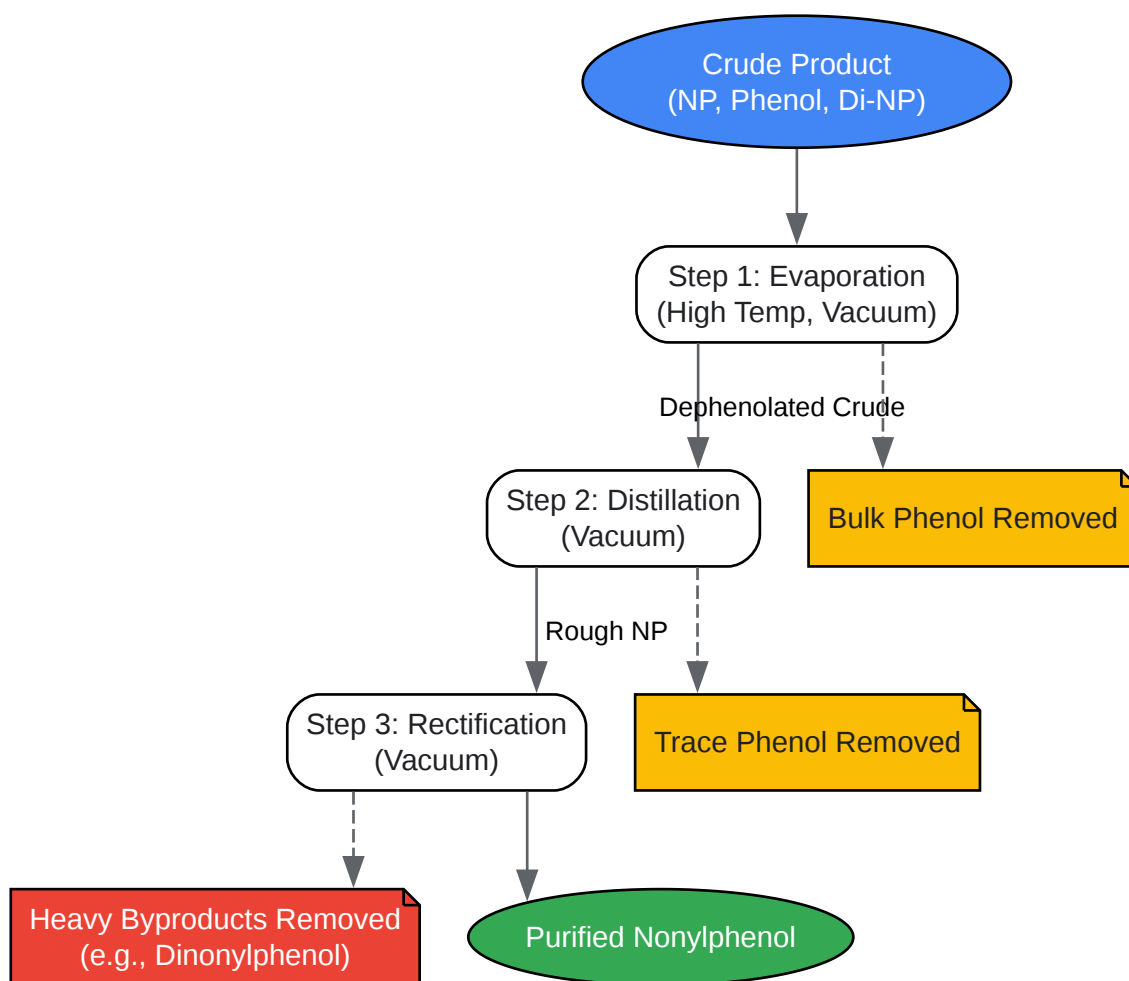 Crude Product
(NP, Phenol, Di-NP)
Step 1: Evaporation
(High Temp, Vacuum)
Dephenolated Crude
Step 2: Distillation
(Vacuum)
Bulk Phenol Removed
Rough NP
Step 3: Rectification
(Vacuum)
Trace Phenol Removed
Heavy Byproducts Removed
(e.g., Dinonylphenol)
Purified Nonylphenol